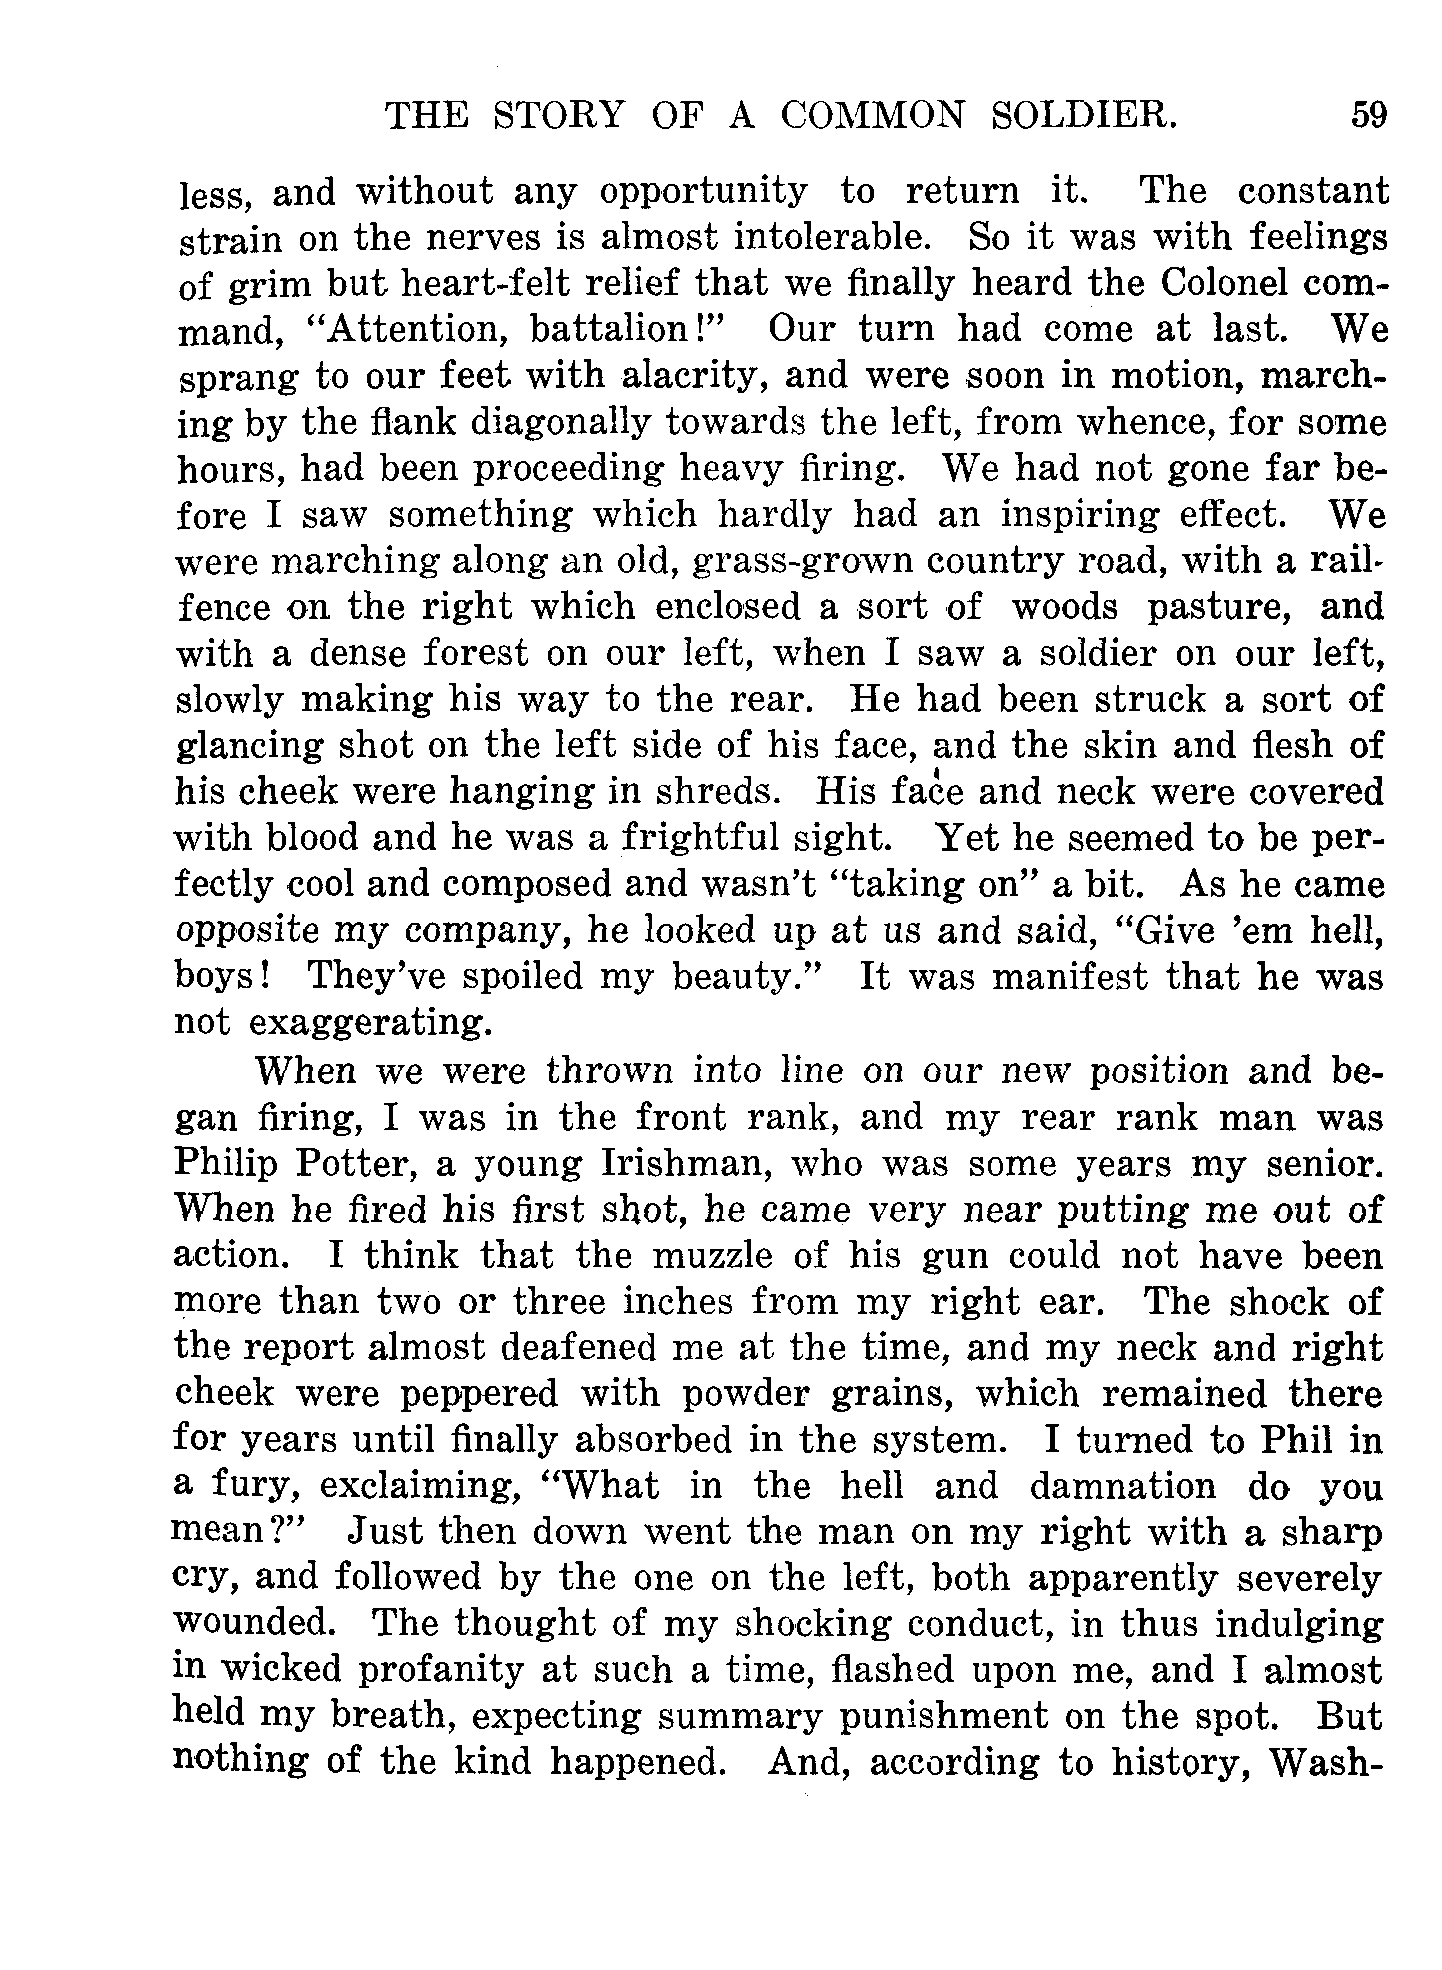 THE STORY OF A COMMON SOLDIER. 59
less, and without any opportunity to return it. The constant
strain on the nerves is almost intolerable. So it was with feelings
of grim but heart-felt relief that we finally heard the Colonel com-
mand, “Attention, battalion!” Our turn had come at last. We
sprang to our feet with alacrity, and were soon in motion, march-
ing by the flank diagonally towards the left, from whence, for some
hours, had been proceeding heavy firing. We had not gone far be-
fore I saw something which hardly had an inspiring effect. We
were marching along an old, grass-grown country road, with a rail-
fence on the right which enclosed a sort of woods pasture, and
with a dense forest on our left, when I saw a soldier on our left,
slowly making his way to the rear. He had been struck a sort of
glancing shot on the left side of his face, and the skin and flesh of
his cheek were hanging in shreds. His face and neck were covered
with blood and he was a frightful sight. Yet he seemed to be per-
fectly cool and composed and wasn’t “taking on” a bit. As he came
opposite my company, he looked up at us and said, “Give ’em hell,
boys! They’ve spoiled my beauty.” It was manifest that he was
not exaggerating.
When we were thrown into line on our new position and be-
gan firing, I was in the front rank, and my rear rank man was
Philip Potter, a young Irishman, who was some years my senior.
When he fired his first shot, he came very near putting me out of
action. I think that the muzzle of his gun could not have been
more than two or three inches from my right ear. The shock of
the report almost deafened me at the time, and my neck and right
cheek were peppered with powder grains, which remained there
for years until finally absorbed in the system. I turned to Phil in
a fury, exclaiming, “What in the hell and damnation do you
mean?” Just then down went the man on my right with a sharp
cry, and followed by the one on the left, both apparently severely
wounded. The thought of my shocking conduct, in thus indulging
in wicked profanity at such a time, flashed upon me, and I almost
held my breath, expecting summary punishment on the spot. But
nothing of the kind happened. And, according to history, Wash-